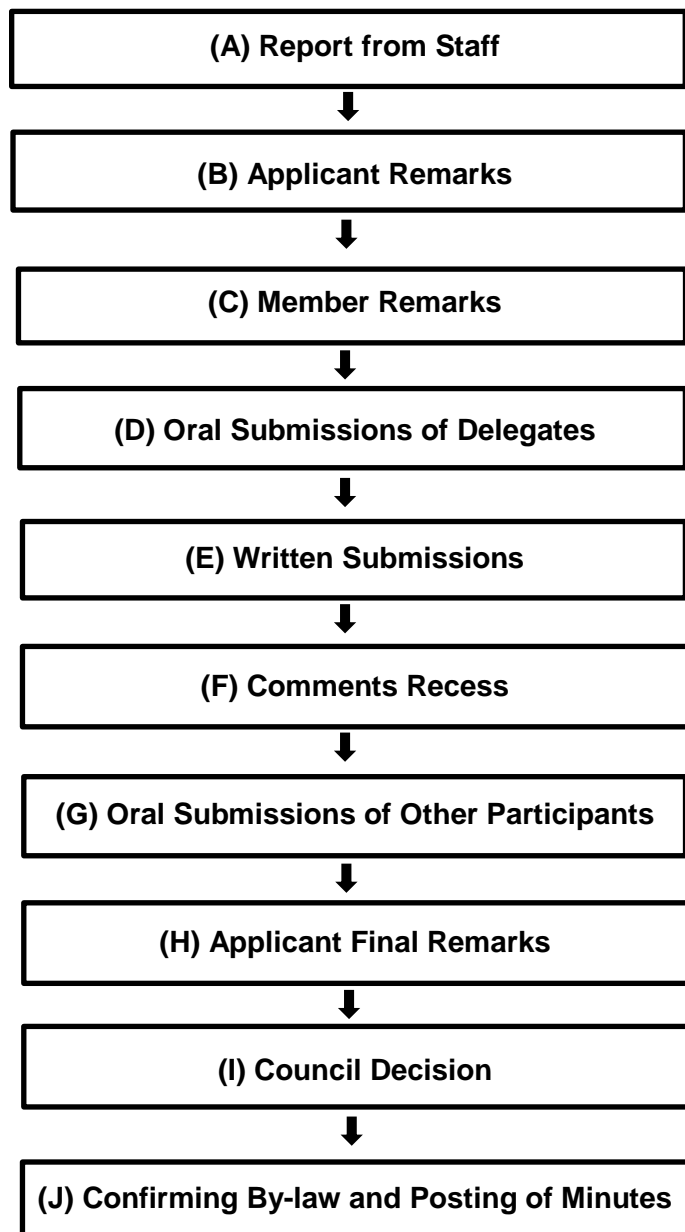 (A) Report from Staff
(B) Applicant Remarks
(C) Member Remarks
(D) Oral Submissions of Delegates
(E) Written Submissions
(F) Comments Recess
(G) Oral Submissions of Other Participants
(H) Applicant Final Remarks
(I) Council Decision
(J) Confirming By-law and Posting of Minutes